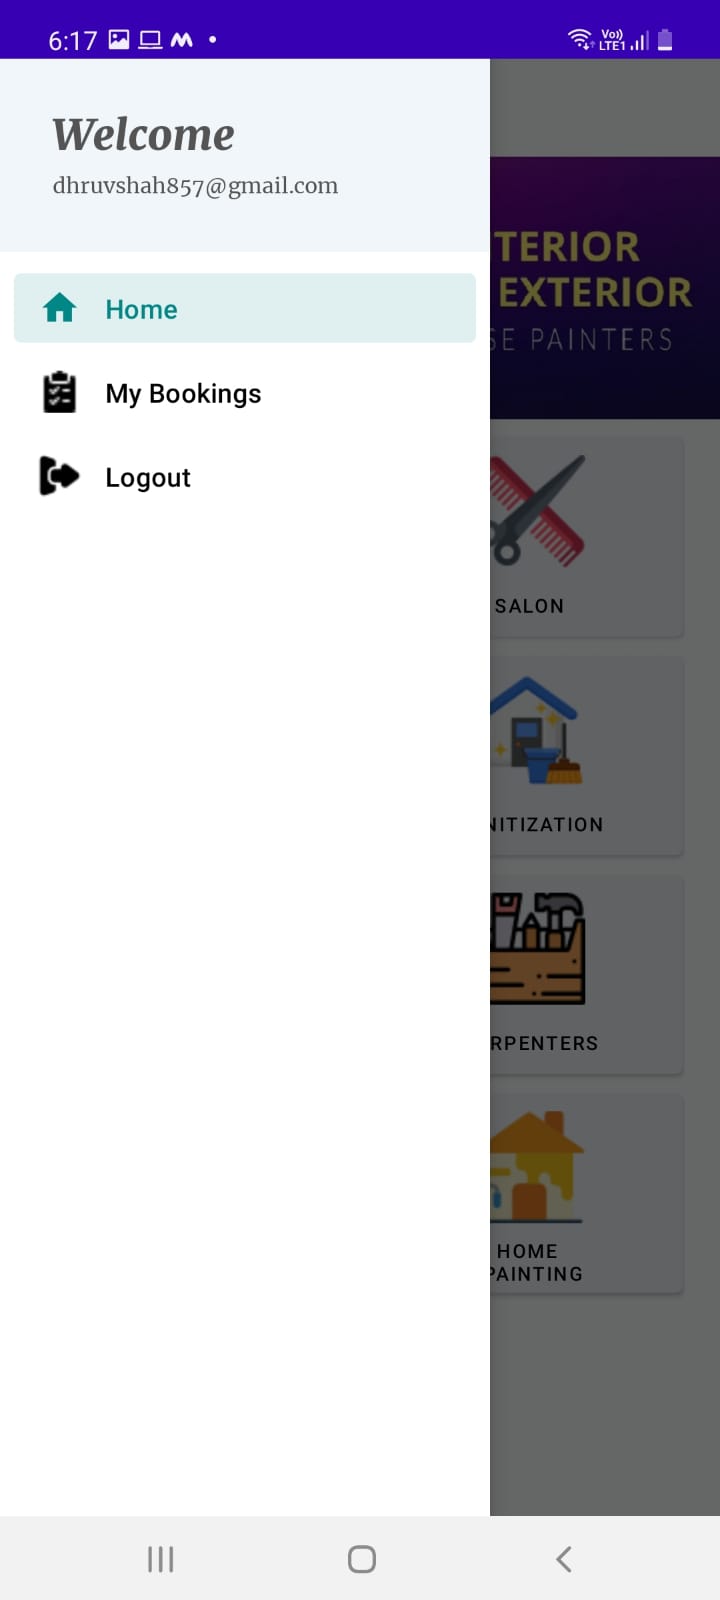 6:17
Vo))
LTE1
Welcome
dhruvshah857@gmail.com
Home
My Bookings
Logout
TERIOR
EXTERIOR
SE PAINTERS
SALON
NITIZATION
RPENTERS
HOME
PAINTING